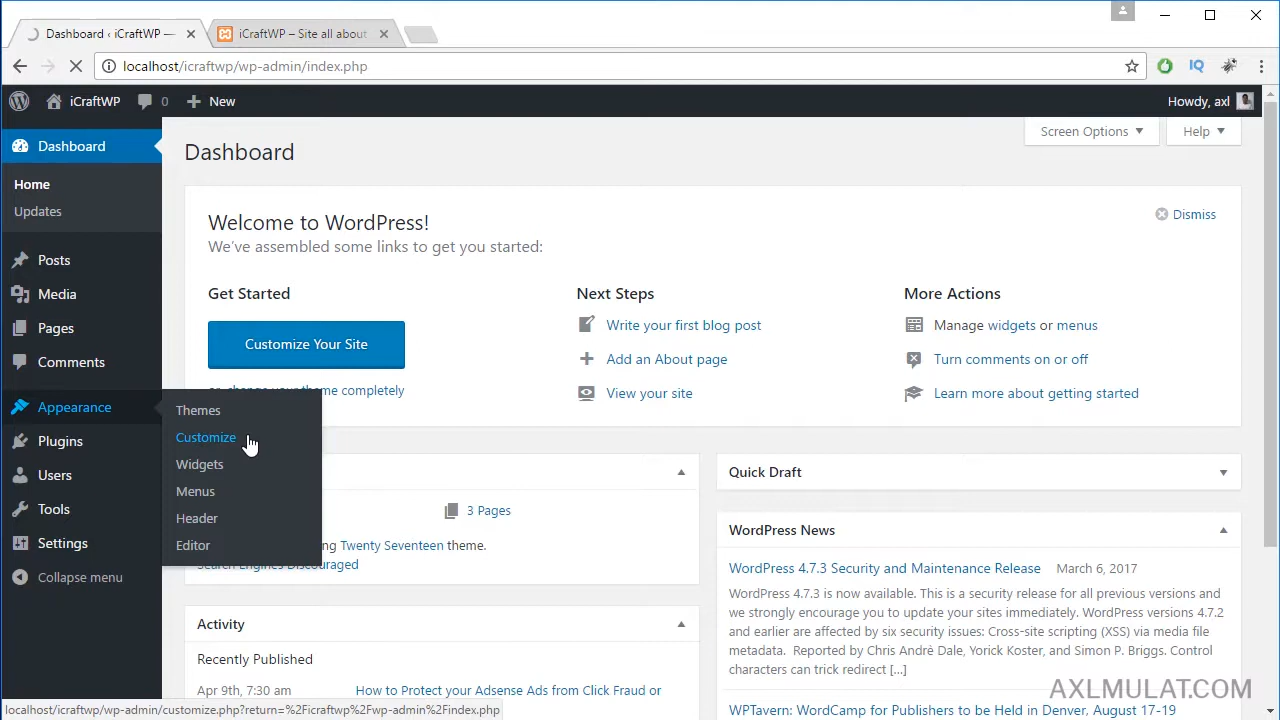 Dashboard ‹ iCraftWP —
iCraftWP – Site all about
localhost/icraftwp/wp-admin/index.php
IQ
iCraftWP
0
New
Howdy, axl
Dashboard
Home
Updates
Posts
Media
Pages
Comments
Appearance
Plugins
Users
Tools
Settings
Collapse menu
Themes
Customize
Widgets
Menus
Header
Editor
Dashboard
Screen Options
Help
Welcome to WordPress!
We’ve assembled some links to get you started:
Dismiss
Get Started
Customize Your Site
or, change your theme completely
Next Steps
Write your first blog post
Add an About page
View your site
More Actions
Manage widgets or menus
Turn comments on or off
Learn more about getting started
3 Pages
Twenty Seventeen theme.
Search Engines Discouraged
Activity
Recently Published
Apr 9th, 7:30 am How to Protect your Adsense Ads from Click Fraud or
Quick Draft
WordPress News
WordPress 4.7.3 Security and Maintenance Release March 6, 2017
WordPress 4.7.3 is now available. This is a security release for all previous versions and
we strongly encourage you to update your sites immediately. WordPress versions 4.7.2
and earlier are affected by six security issues: Cross-site scripting (XSS) via media file
metadata. Reported by Chris André Dale, Yorick Koster, and Simon P. Briggs. Control
characters can trick redirect [...]
WPTavern: WordCamp for Publishers to be Held in Denver, August 17-19
AXLMULAT.COM
localhost/icraftwp/wp-admin/customize.php?return=%2Ficraftwp%2Fwp-admin%2Findex.php